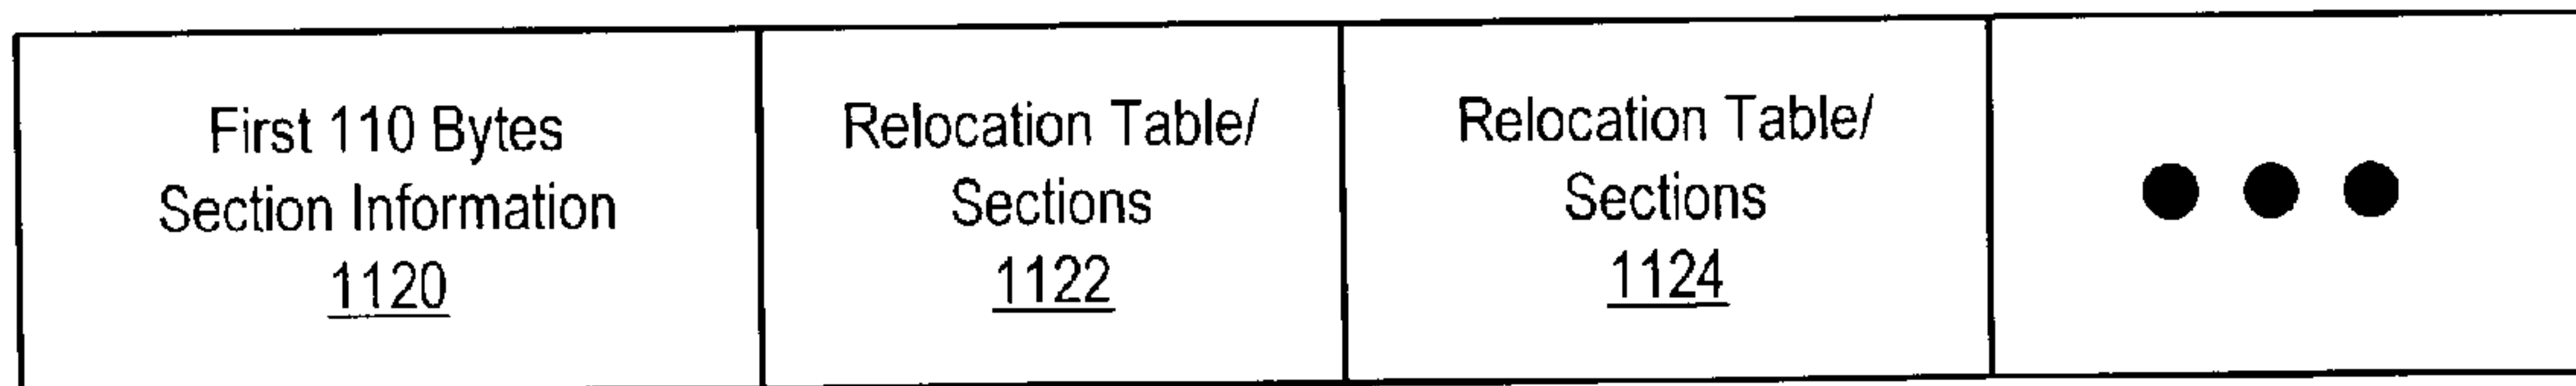 First 110 Bytes
Section Information
1120
Relocation Table/
Sections
1122
Relocation Table/
Sections
1124